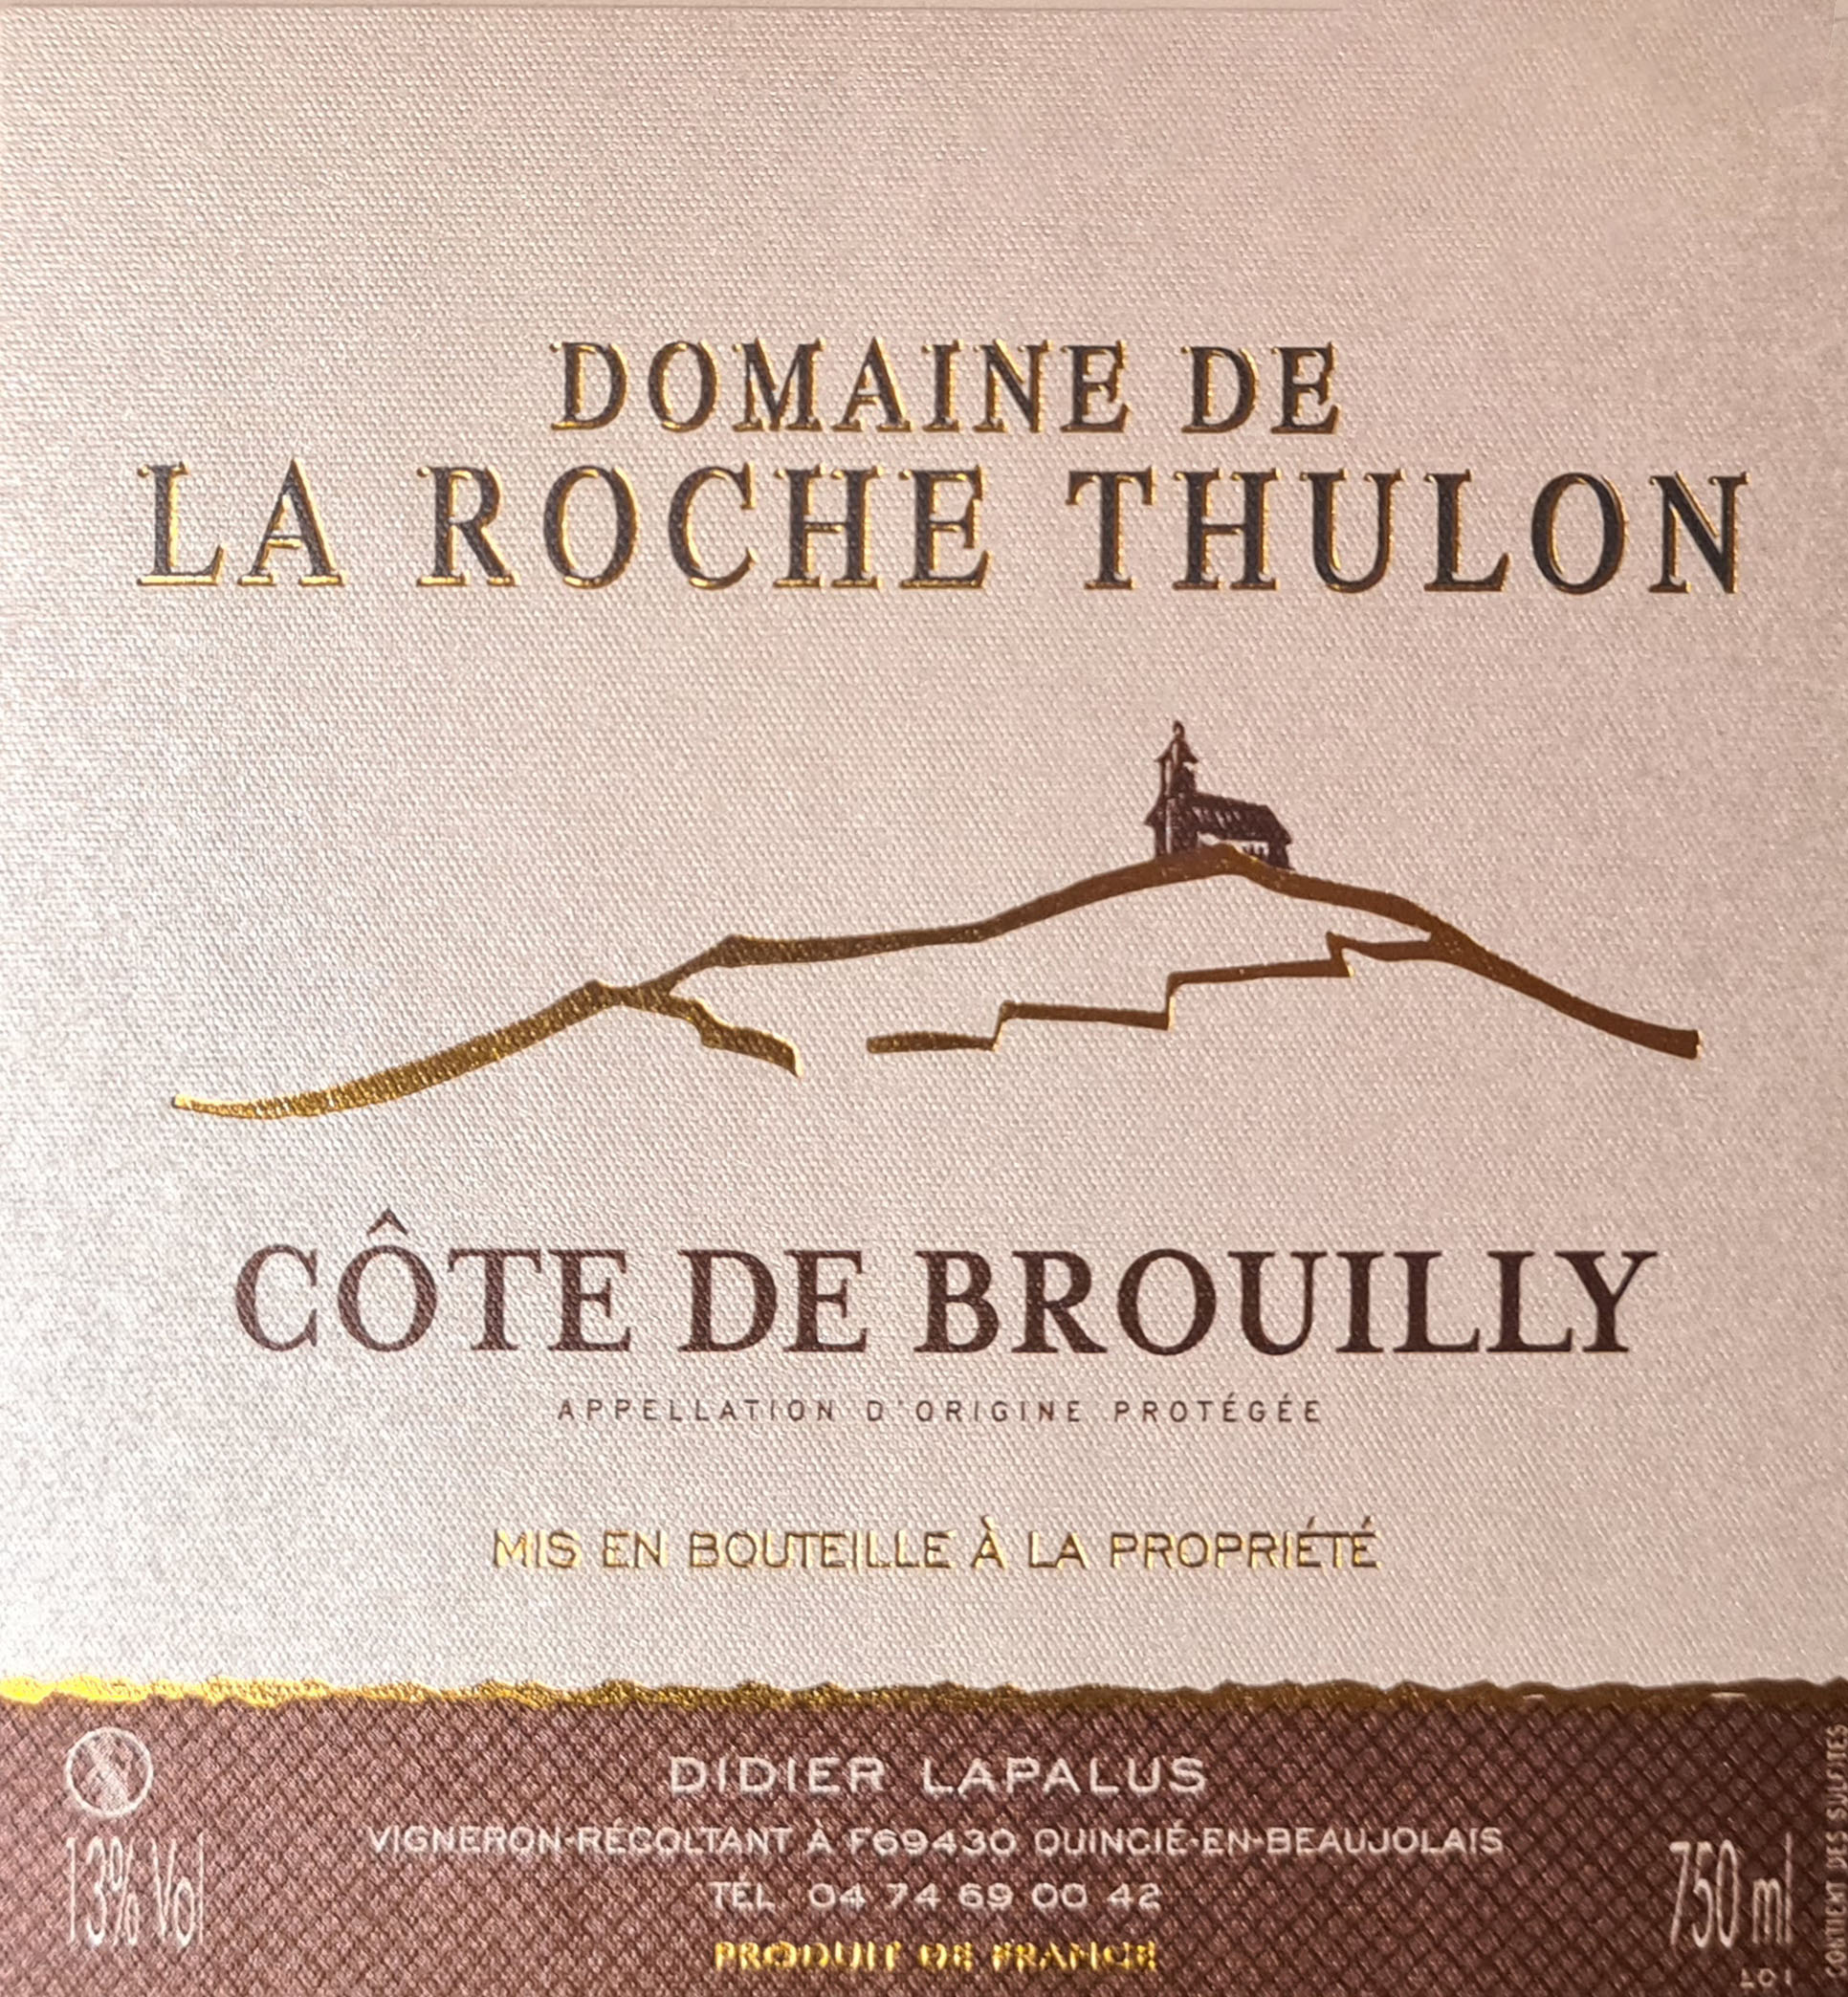 DOMAINE DE
LA ROCHE THULON
CÔTE DE BROUILLY
APPELLATION D'ORIGINE PROTÉGÉE
MIS EN BOUTEILLE À LA PROPRIÉTÉ
DIDIER LAPALUS
VIGNERON-RÉCOLTANT À F69430 QUINCIÉ-EN-BEAUJOLAIS
TÉL 04 74 69 00 42
PRODUIT DE FRANCE
13% Vol
750 ml
CONTIENT DES SULFITES